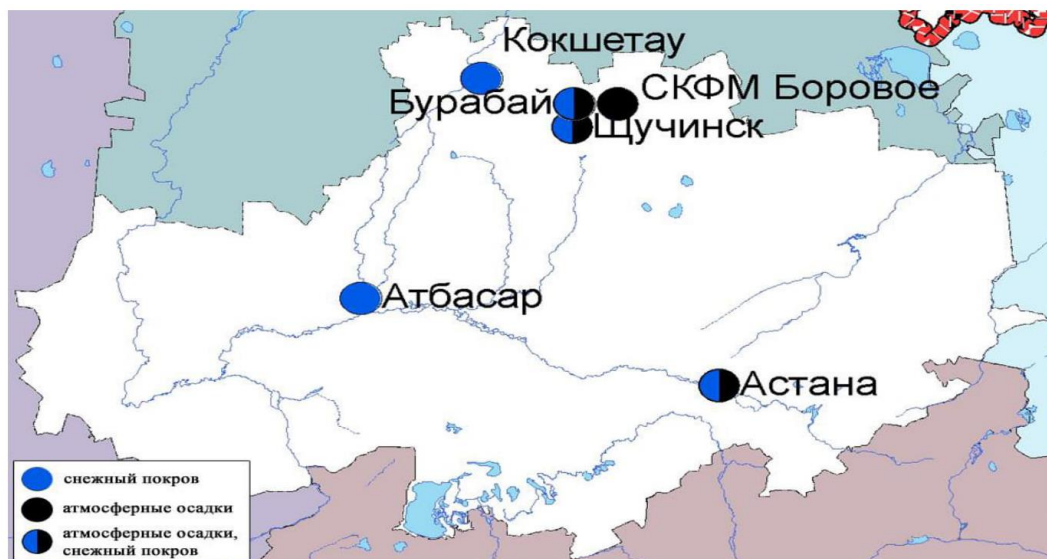 Кокшетау
СКФМ Боровое
Бурабай
Щучинск
Атбасар
Астана
снежный покров
атмосферные осадки
атмосферные осадки,
снежный покров